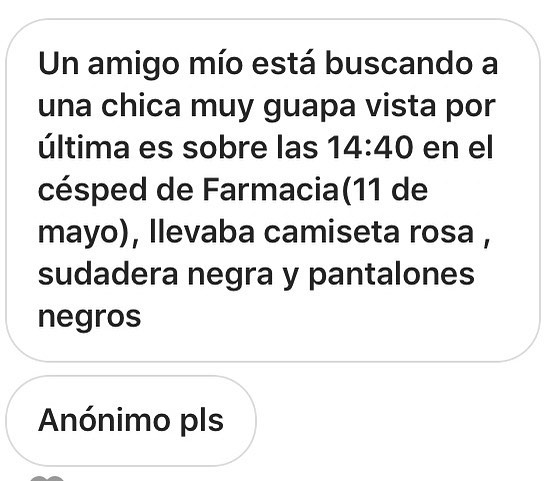 Un amigo mío está buscando a
una chica muy guapa vista por
última es sobre las 14:40 en el
césped de Farmacia(11 de
mayo), llevaba camiseta rosa ,
sudadera negra y pantalones
negros
Anónimo pls